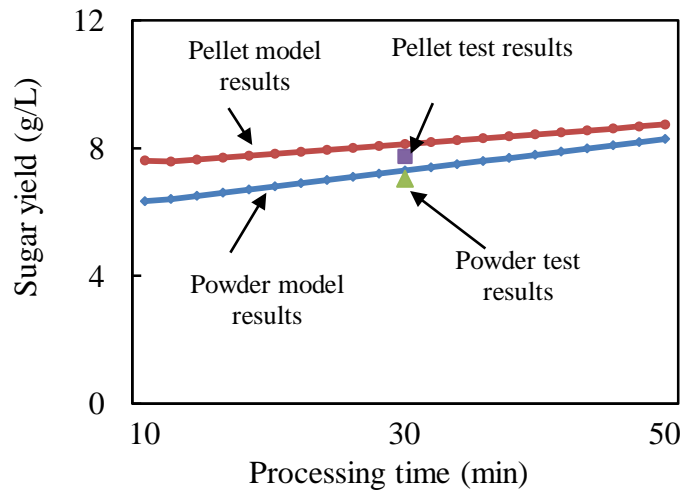 12
Pellet model
results
Pellet test results
8
Sugar yield (g/L)
4
Powder model
results
Powder test
results
0
10
30
50
Processing time (min)